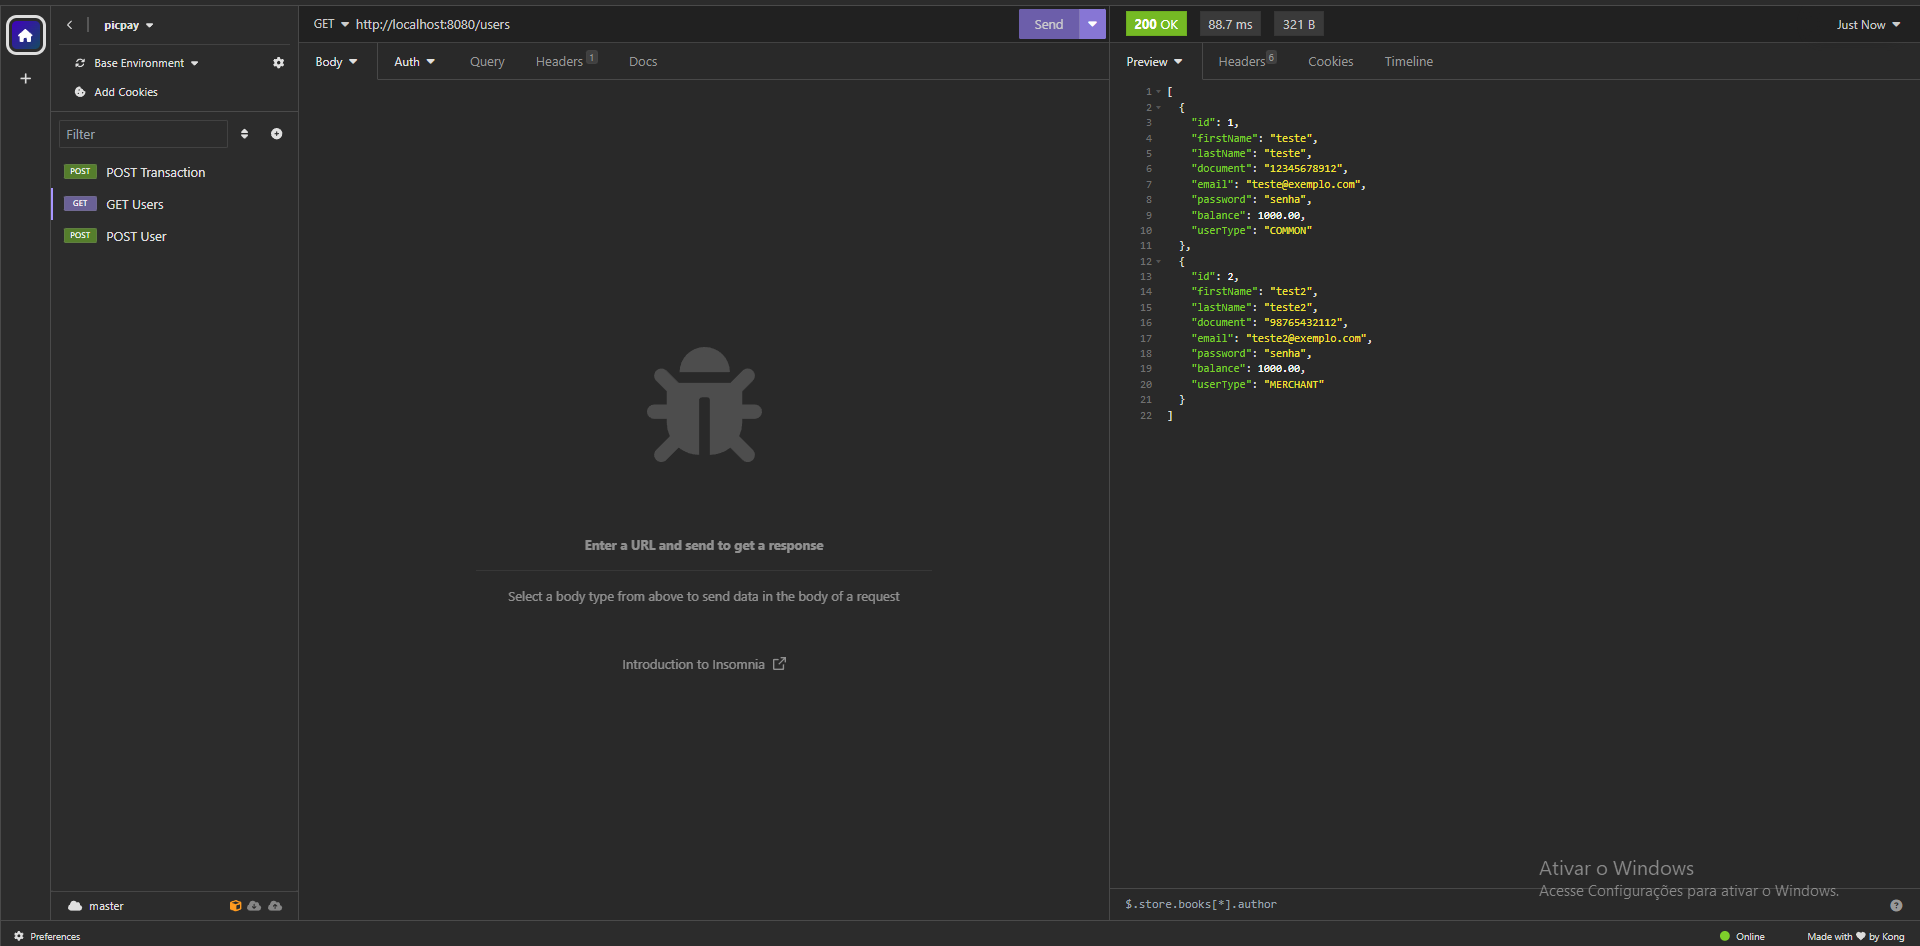 picpay
Base Environment
Add Cookies
Filter
POST POST Transaction
GET GET Users
POST POST User
master
Preferences
GET http://localhost:8080/users
Send
Body Auth Query Headers 1 Docs
Enter a URL and send to get a response
Select a body type from above to send data in the body of a request
Introduction to Insomnia
200 OK 88.7 ms 321 B Just Now
Preview Headers 6 Cookies Timeline
1 [
2 {
3 "id": 1,
4 "firstName": "teste",
5 "lastName": "teste",
6 "document": "12345678912",
7 "email": "teste@exemplo.com",
8 "password": "senha",
9 "balance": 1000.00,
10 "userType": "COMMON"
11 },
12 {
13 "id": 2,
14 "firstName": "test2",
15 "lastName": "teste2",
16 "document": "98765432112",
17 "email": "teste2@exemplo.com",
18 "password": "senha",
19 "balance": 1000.00,
20 "userType": "MERCHANT"
21 }
22 ]
Ativar o Windows
Acesse Configurações para ativar o Windows.
$.store.books[*].author
?
Online Made with ♥ by Kong